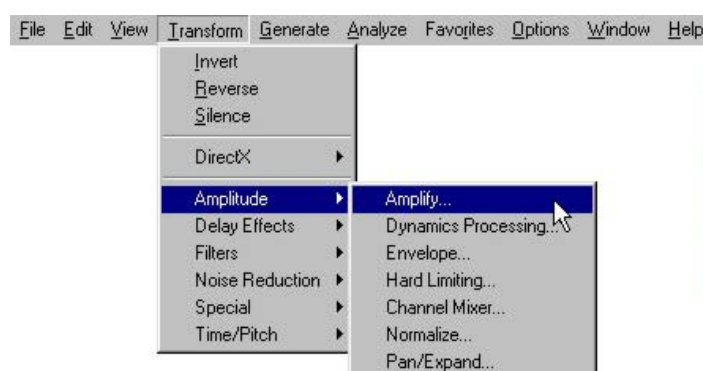 File Edit View Transform Generate Analyze Favorites Options Window Help
Invert
Reverse
Silence
DirectX
Amplitude
Delay Effects
Filters
Noise Reduction
Special
Time/Pitch
Amplify...
Dynamics Processing...
Envelope...
Hard Limiting...
Channel Mixer...
Normalize...
Pan/Expand...